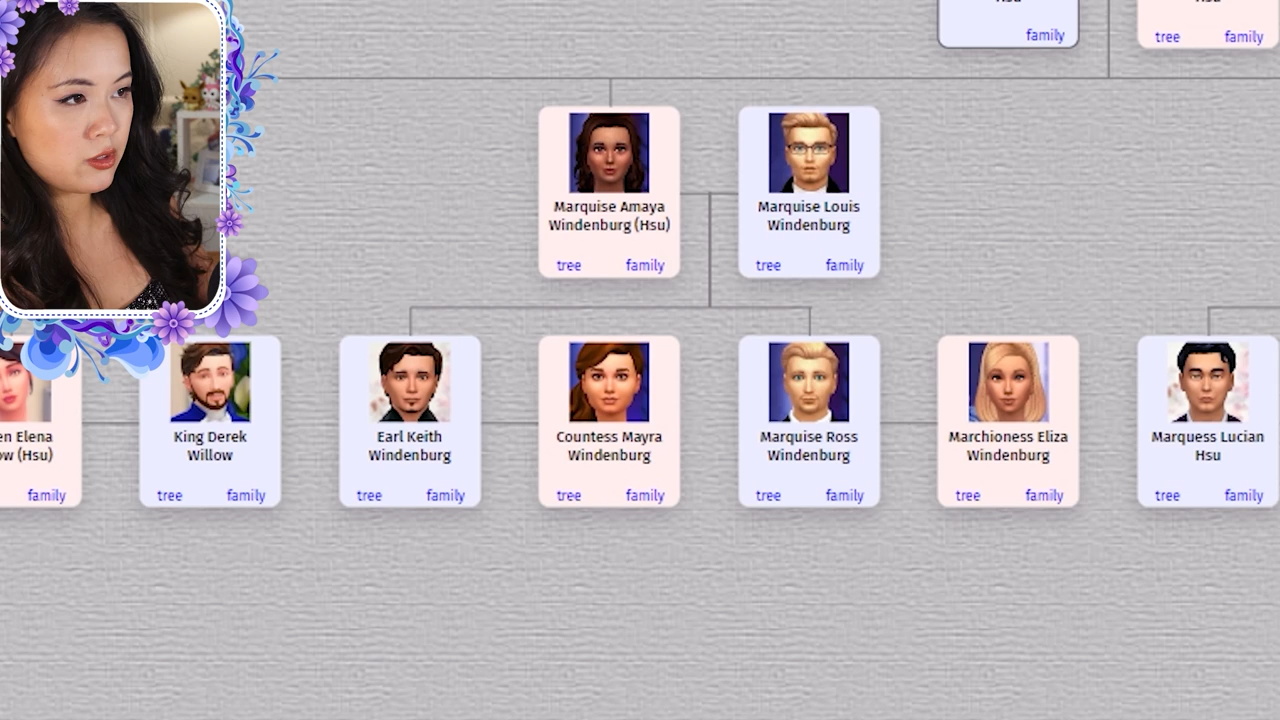 family
tree family
Marquise Amaya
Windenburg (Hsu)
tree family
Marquise Louis
Windenburg
tree family
Elena
(Hsu)
family
King Derek
Willow
tree family
Earl Keith
Windenburg
tree family
Countess Mayra
Windenburg
tree family
Marquise Ross
Windenburg
tree family
Marchioness Eliza
Windenburg
tree family
Marquess Lucian
Hsu
tree family